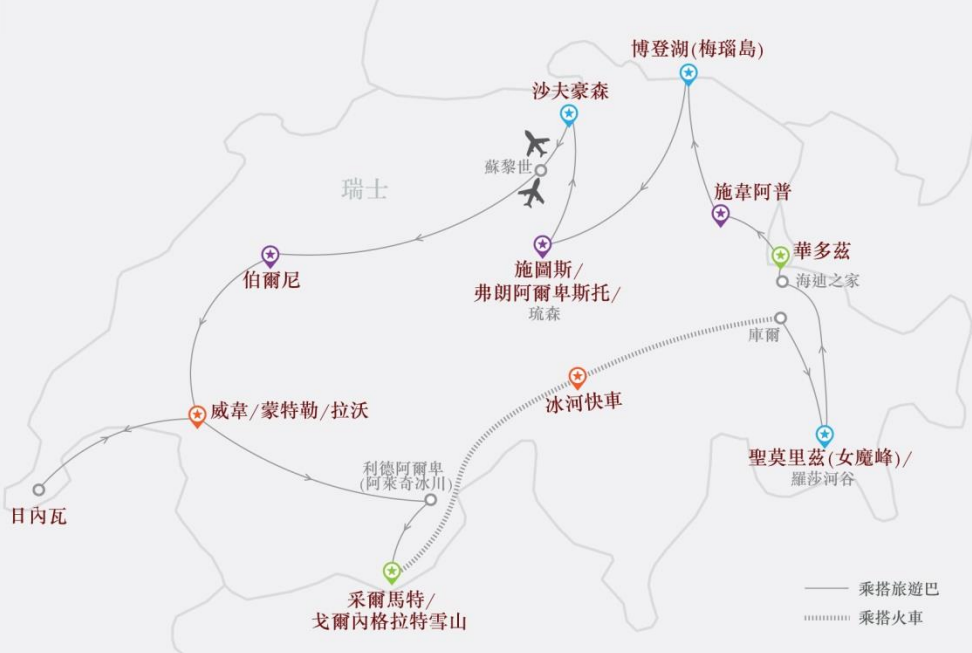 博登湖(梅瑙島)
沙夫豪森
蘇黎世
瑞士
施韋阿普
華多茲
海迪之家
伯爾尼
施圖斯/
弗朗阿爾卑斯托/
琉森
庫爾
冰河快車
威韋/蒙特勒/拉沃
聖莫里茲(女魔峰)/
羅莎河谷
利德阿爾卑
(阿萊奇冰川)
日內瓦
采爾馬特/
戈爾內格拉特雪山
乘搭旅遊巴
乘搭火車